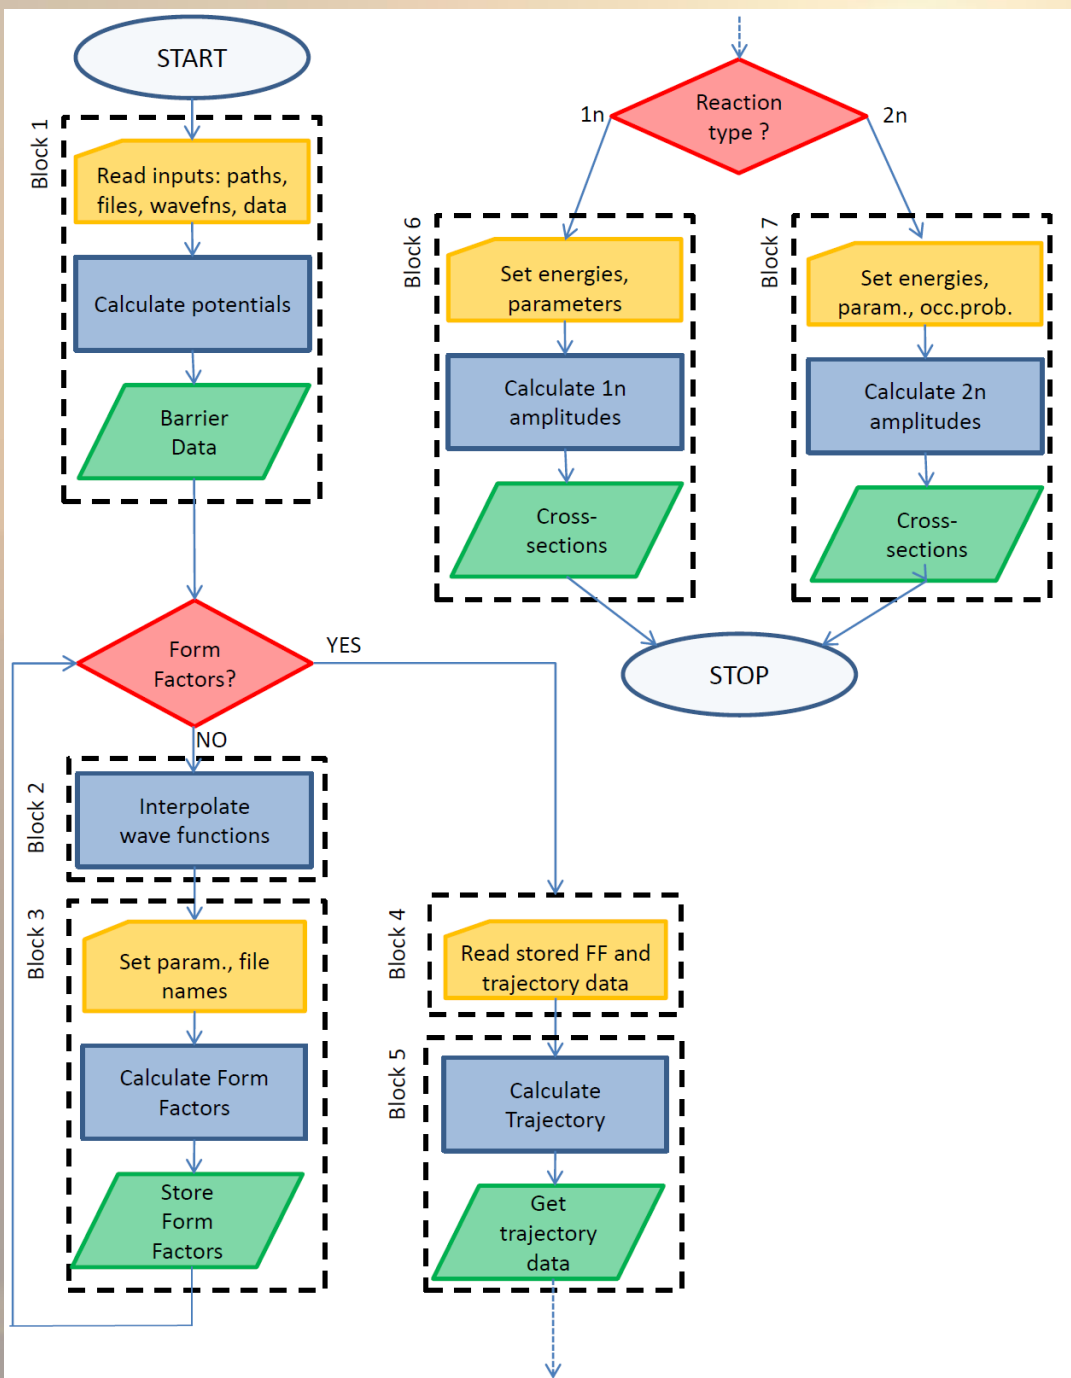 START
Block 1
Read inputs: paths,
files, wavefns, data
Calculate potentials
Barrier
Data
Form
Factors?
YES
NO
Block 2
Interpolate
wave functions
Block 3
Set param., file
names
Calculate Form
Factors
Store
Form
Factors
Block 4
Read stored FF and
trajectory data
Block 5
Calculate
Trajectory
Get
trajectory
data
Reaction
type ?
1n
2n
Block 6
Set energies,
parameters
Calculate 1n
amplitudes
Cross-
sections
Block 7
Set energies,
param., occ.prob.
Calculate 2n
amplitudes
Cross-
sections
STOP